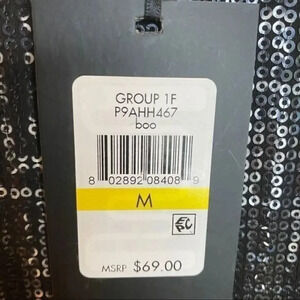 GROUP 1F
P9AHH467
boo
8 02892 08408 9
M
MSRP $69.00